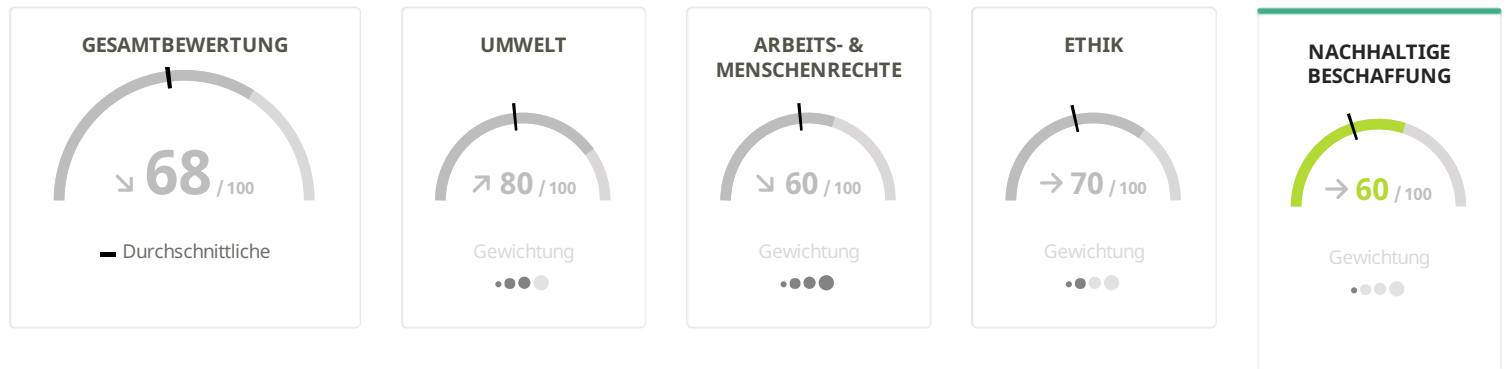 GESAMTBEWERTUNG
68 / 100
Durchschnittliche
UMWELT
80 / 100
Gewichtung
ARBEITS- &
MENSCHENRECHTE
60 / 100
Gewichtung
ETHIK
70 / 100
Gewichtung
NACHHALTIGE
BESCHAFFUNG
60 / 100
Gewichtung